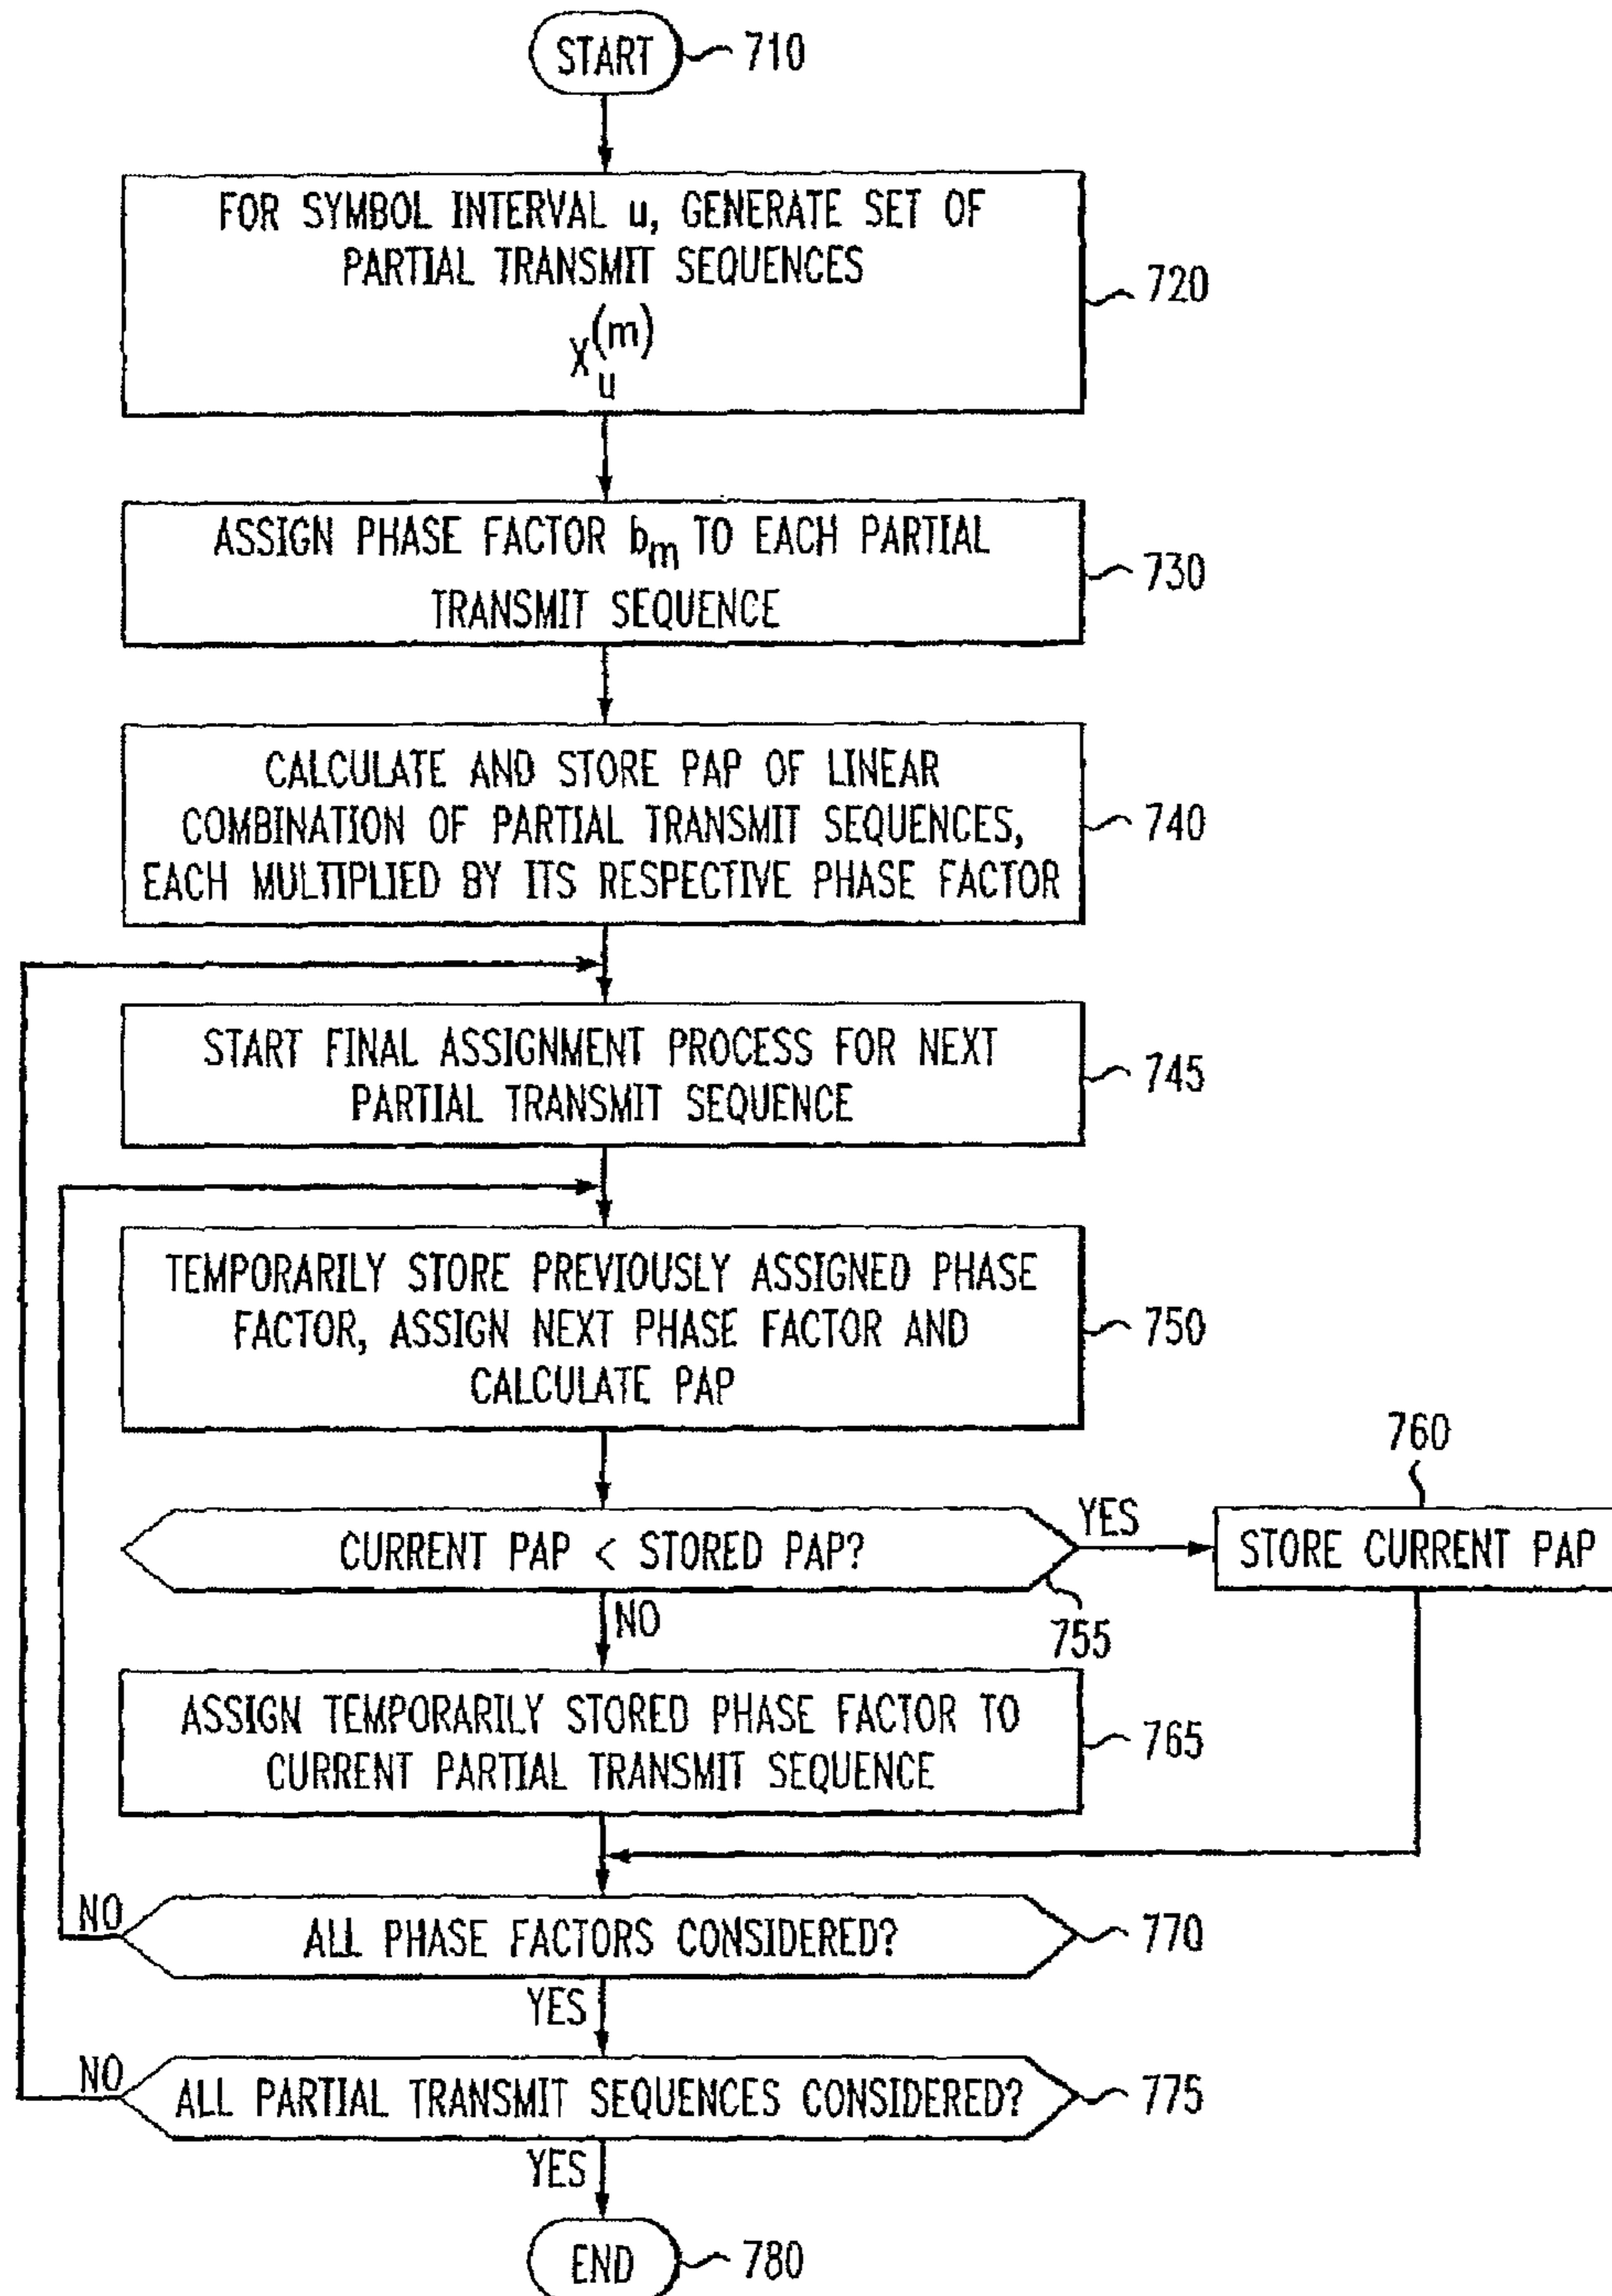 START
710
FOR SYMBOL INTERVAL u, GENERATE SET OF
PARTIAL TRANSMIT SEQUENCES
X_u^(m)
720
ASSIGN PHASE FACTOR b_m TO EACH PARTIAL
TRANSMIT SEQUENCE
730
CALCULATE AND STORE PAP OF LINEAR
COMBINATION OF PARTIAL TRANSMIT SEQUENCES,
EACH MULTIPLIED BY ITS RESPECTIVE PHASE FACTOR
740
START FINAL ASSIGNMENT PROCESS FOR NEXT
PARTIAL TRANSMIT SEQUENCE
745
TEMPORARILY STORE PREVIOUSLY ASSIGNED PHASE
FACTOR, ASSIGN NEXT PHASE FACTOR AND
CALCULATE PAP
750
CURRENT PAP < STORED PAP?
755
YES
760
STORE CURRENT PAP
NO
ASSIGN TEMPORARILY STORED PHASE FACTOR TO
CURRENT PARTIAL TRANSMIT SEQUENCE
765
NO
ALL PHASE FACTORS CONSIDERED?
770
YES
NO
ALL PARTIAL TRANSMIT SEQUENCES CONSIDERED?
775
YES
END
780